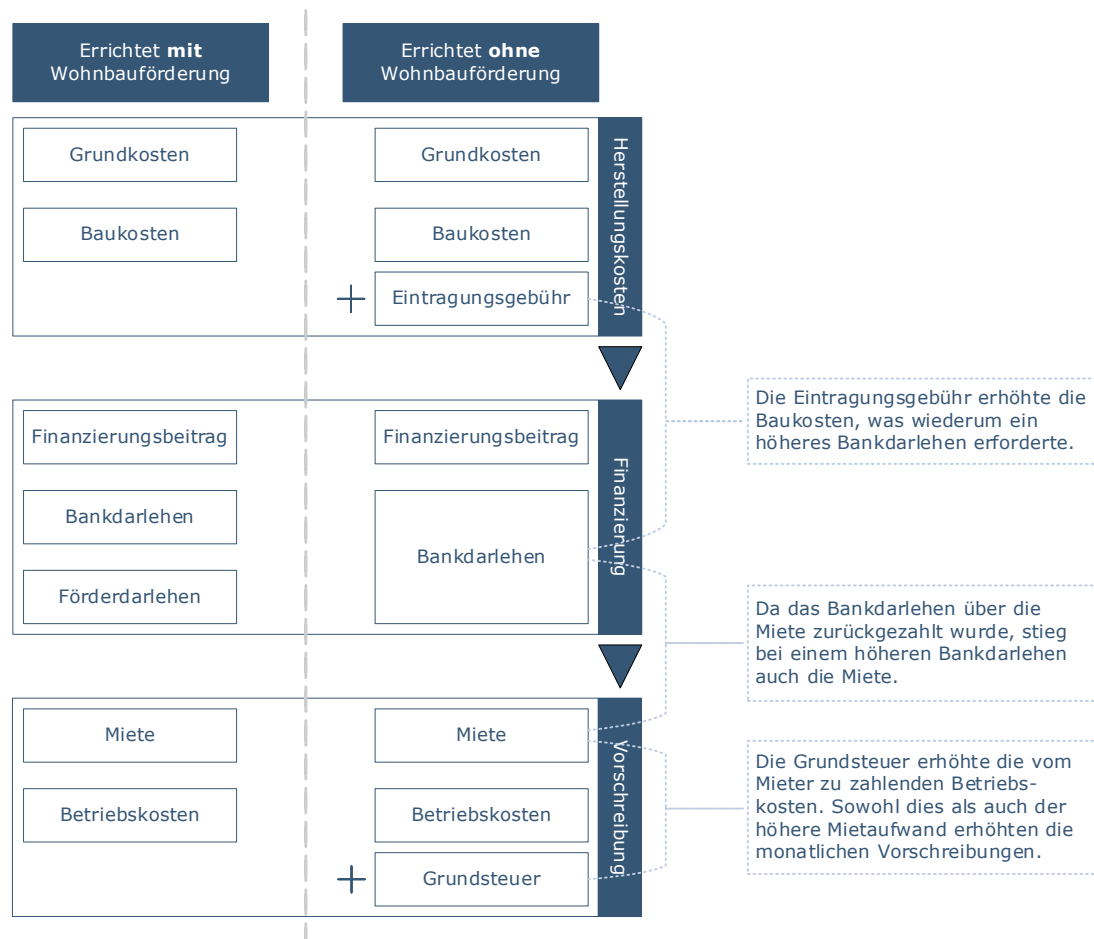 Errichtet mit
Wohnbauförderung
Errichtet ohne
Wohnbauförderung
Grundkosten
Grundkosten
Baukosten
Baukosten
+ Eintragungsgebühr
Herstellungskosten
Finanzierungsbeitrag
Finanzierungsbeitrag
Bankdarlehen
Bankdarlehen
Förderdarlehen
Finanzierung
Miete
Miete
Betriebskosten
Betriebskosten
+ Grundsteuer
Vorschreibung
Die Eintragungsgebühr erhöhte die
Baukosten, was wiederum ein
höheres Bankdarlehen erforderte.
Da das Bankdarlehen über die
Miete zurückgezahlt wurde, stieg
bei einem höheren Bankdarlehen
auch die Miete.
Die Grundsteuer erhöhte die vom
Mieter zu zahlenden Betriebs-
kosten. Sowohl dies als auch der
höhere Mietaufwand erhöhten die
monatlichen Vorschreibungen.